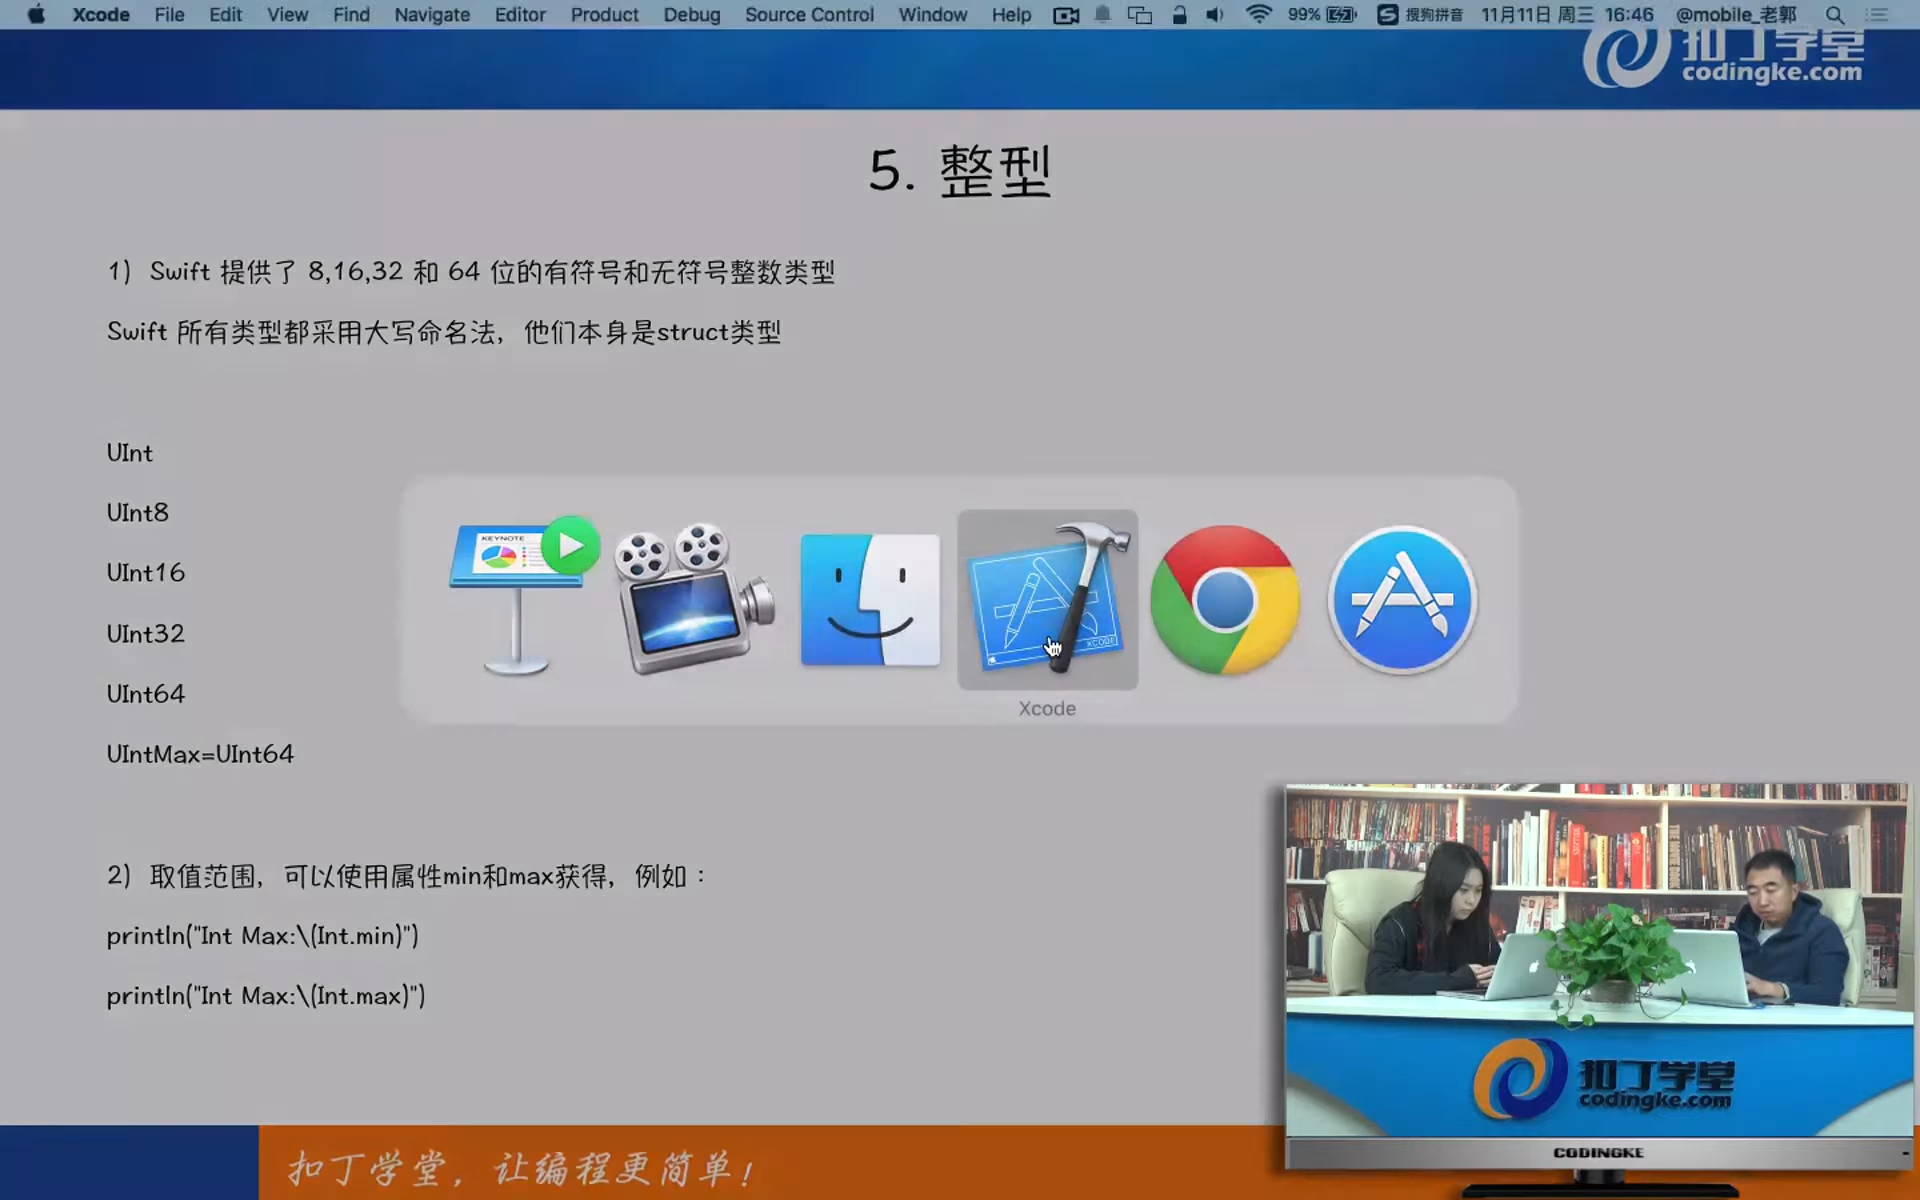 Xcode File Edit View Find Navigate Editor Product Debug Source Control Window Help 99% 搜狗拼音 11月11日 周三 16:46 @mobile_老郭
扣丁学堂
codingke.com
5. 整型
1) Swift 提供了 8,16,32 和 64 位的有符号和无符号整数类型
Swift 所有类型都采用大写命名法, 他们本身是struct类型
UInt
UInt8
UInt16
UInt32
UInt64
UIntMax=UInt64
KEYNOTE
XCODE
Xcode
2) 取值范围, 可以使用属性min和max获得, 例如：
println("Int Max:\(Int.min)")
println("Int Max:\(Int.max)")
扣丁学堂
codingke.com
CODINGKE
扣丁学堂, 让编程更简单!